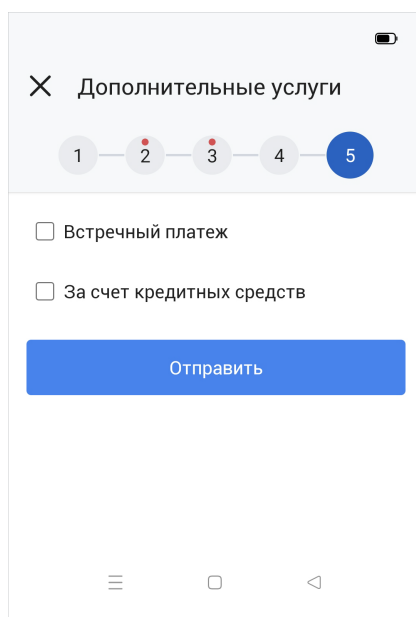 Дополнительные услуги
1 2 3 4 5
Встречный платеж
За счет кредитных средств
Отправить